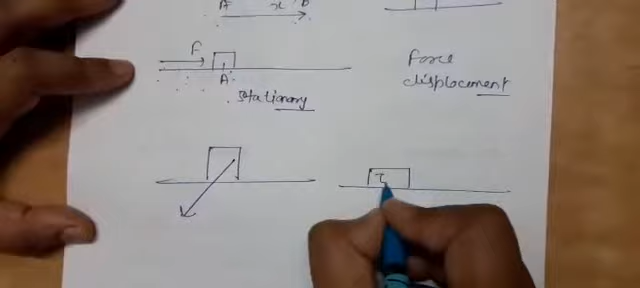 A x B
F
A
Stationary
Force
displacement